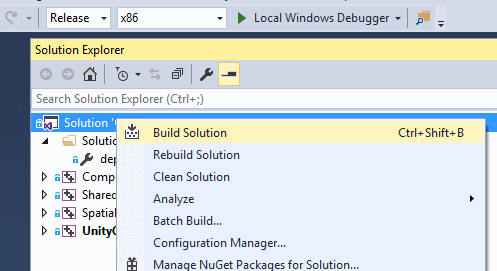 Release x86 Local Windows Debugger
Solution Explorer
Search Solution Explorer (Ctrl+;)
Solution '
Build Solution Ctrl+Shift+B
Solutio
Rebuild Solution
dep
Clean Solution
Comp
Analyze
Shared
Batch Build...
Spatial
Configuration Manager...
Unity
Manage NuGet Packages for Solution...